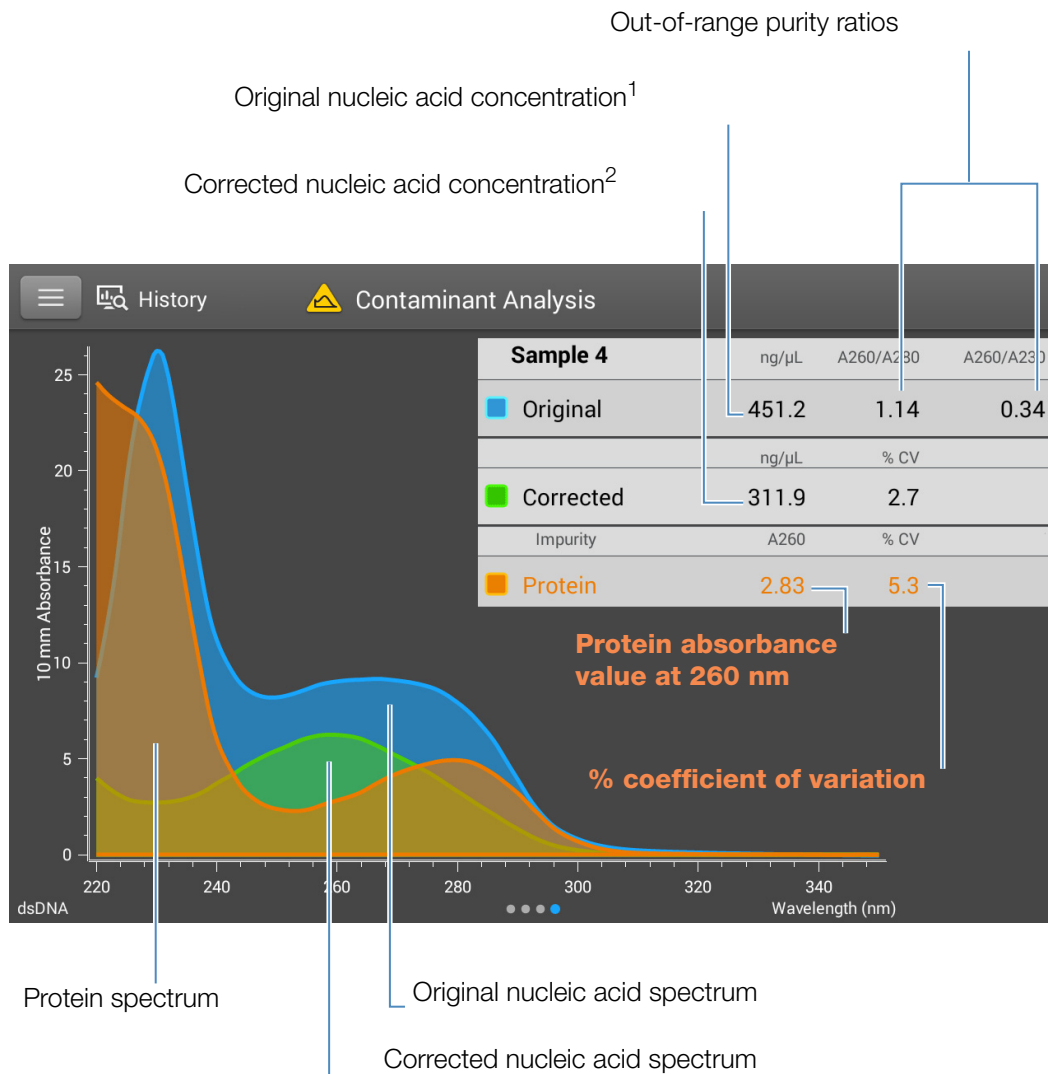 Out-of-range purity ratios
Original nucleic acid concentration1
Corrected nucleic acid concentration2
History
Contaminant Analysis
Sample 4 ng/µL A260/A280 A260/A230
Original 451.2 1.14 0.34
ng/µL % CV
Corrected 311.9 2.7
Impurity A260 % CV
Protein 2.83 5.3
Protein absorbance
value at 260 nm
% coefficient of variation
10 mm Absorbance
25
20
15
10
5
0
220 240 260 280 300 320 340
dsDNA
Wavelength (nm)
Protein spectrum
Original nucleic acid spectrum
Corrected nucleic acid spectrum